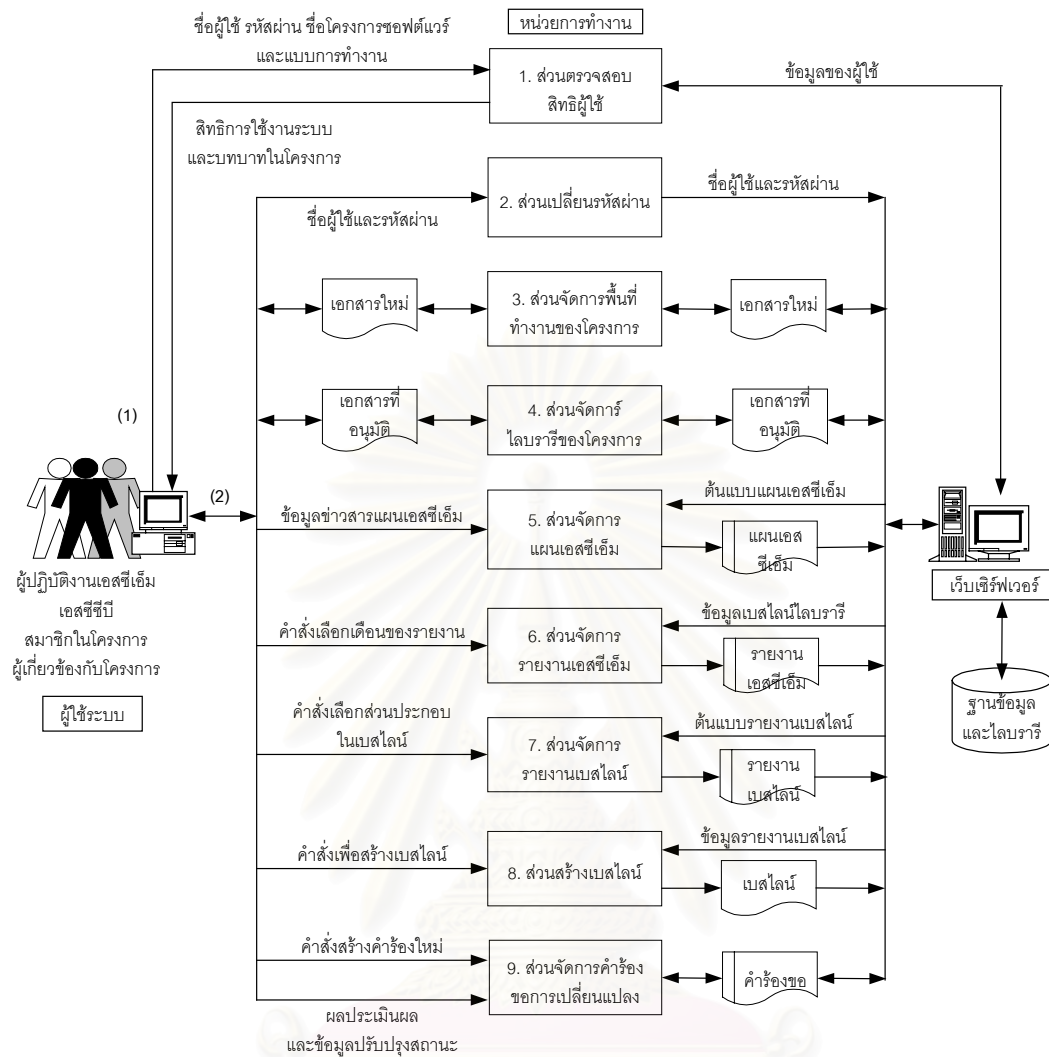 ชื่อผู้ใช้ รหัสผ่าน ชื่อโครงการซอฟต์แวร์
และแบบการทำงาน
หน่วยการทำงาน
1. ส่วนตรวจสอบ
สิทธิผู้ใช้
ข้อมูลของผู้ใช้
สิทธิการใช้งานระบบ
และบทบาทในโครงการ
ชื่อผู้ใช้และรหัสผ่าน
2. ส่วนเปลี่ยนรหัสผ่าน
ชื่อผู้ใช้และรหัสผ่าน
เอกสารใหม่
3. ส่วนจัดการพื้นที่
ทำงานของโครงการ
เอกสารใหม่
เอกสารที่
อนุมัติ
4. ส่วนจัดการ์
ไลบรารีของโครงการ
เอกสารที่
อนุมัติ
(1)
(2)
ข้อมูลข่าวสารแผนเอสซีเอ็ม
5. ส่วนจัดการ
แผนเอสซีเอ็ม
ต้นแบบแผนเอสซีเอ็ม
แผนเอส
ซีเอ็ม
ผู้ปฏิบัติงานเอสซีเอ็ม
เอสซีซีบี
สมาชิกในโครงการ
ผู้เกี่ยวข้องกับโครงการ
ผู้ใช้ระบบ
เว็บเซิร์ฟเวอร์
ฐานข้อมูล
และไลบรารี
คำสั่งเลือกเดือนของรายงาน
6. ส่วนจัดการ
รายงานเอสซีเอ็ม
ข้อมูลเบสไลน์ไลบรารี
รายงาน
เอสซีเอ็ม
คำสั่งเลือกส่วนประกอบ
ในเบสไลน์
7. ส่วนจัดการ
รายงานเบสไลน์
ต้นแบบรายงานเบสไลน์
รายงาน
เบสไลน์
คำสั่งเพื่อสร้างเบสไลน์
8. ส่วนสร้างเบสไลน์
ข้อมูลรายงานเบสไลน์
เบสไลน์
คำสั่งสร้างคำร้องใหม่
9. ส่วนจัดการคำร้อง
ขอการเปลี่ยนแปลง
คำร้องขอ
ผลประเมินผล
และข้อมูลปรับปรุงสถานะ